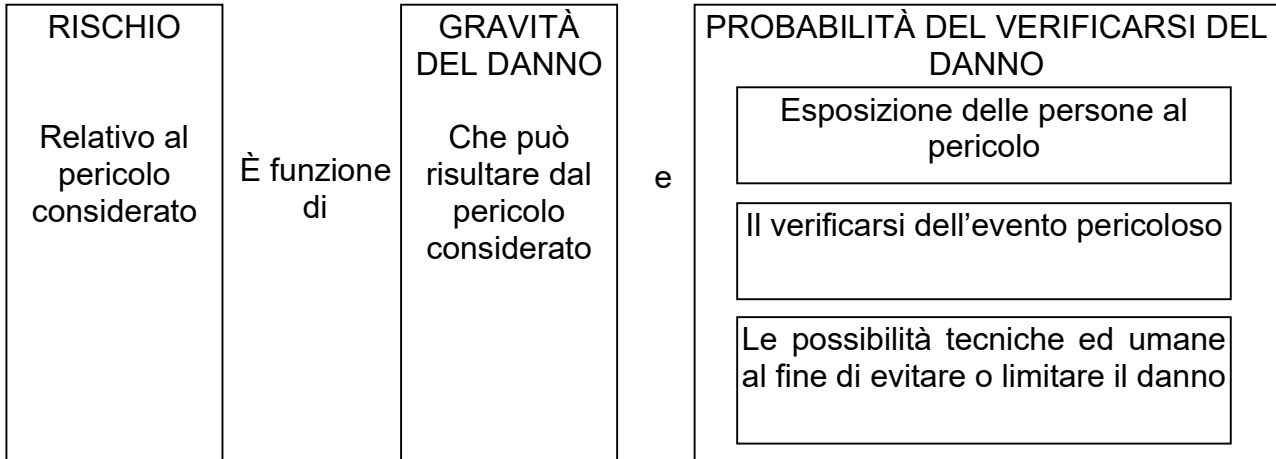 RISCHIO
Relativo al
pericolo
considerato
È funzione
di
GRAVITÀ
DEL DANNO
Che può
risultare dal
pericolo
considerato
e
PROBABILITÀ DEL VERIFICARSI DEL
DANNO
Esposizione delle persone al
pericolo
Il verificarsi dell’evento pericoloso
Le possibilità tecniche ed umane
al fine di evitare o limitare il danno